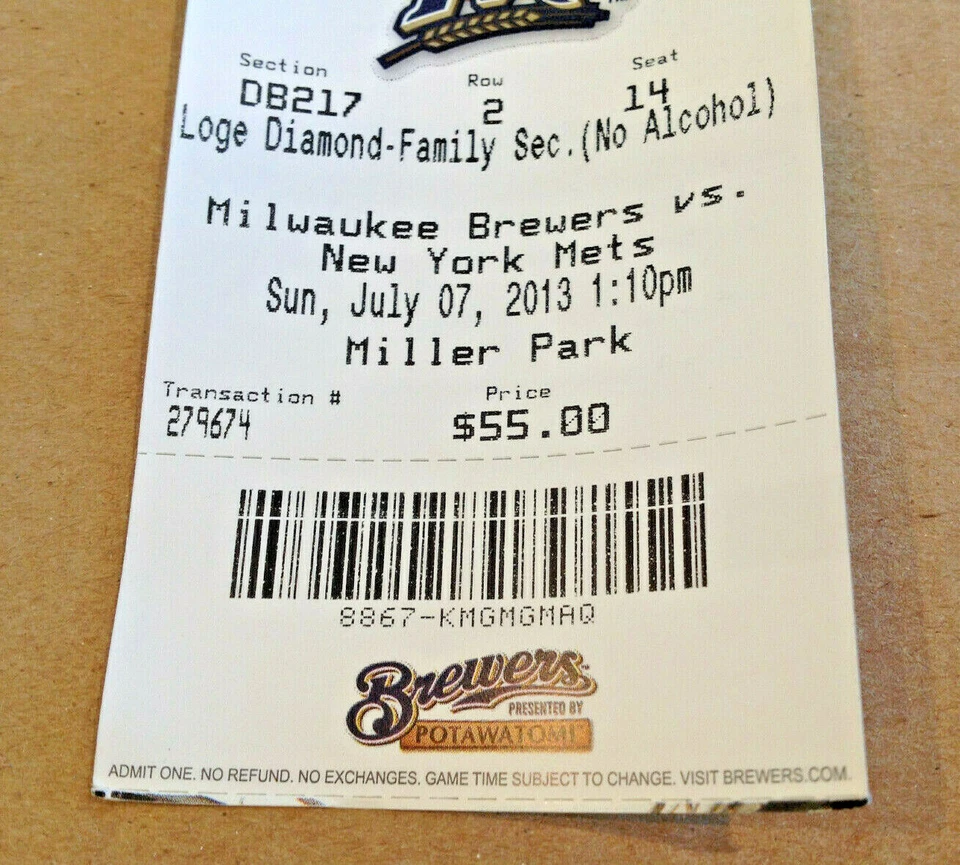 Section Row Seat
DB217 2 14
Loge Diamond-Family Sec.(No Alcohol)
Milwaukee Brewers vs.
New York Mets
Sun, July 07, 2013 1:10pm
Miller Park
Transaction # Price
279674 $55.00
8867-KMGMGMAQ
Brewers
PRESENTED BY
POTAWATOMI
ADMIT ONE. NO REFUND. NO EXCHANGES. GAME TIME SUBJECT TO CHANGE. VISIT BREWERS.COM.